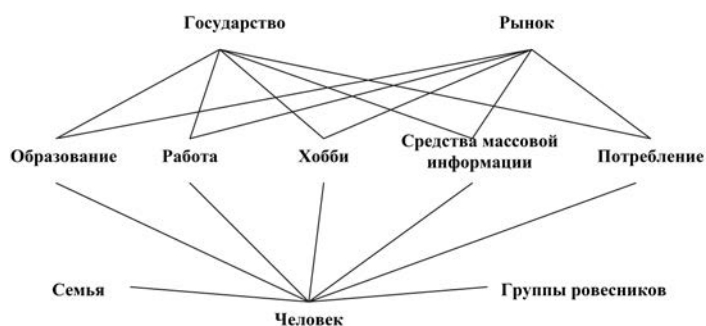 Государство
Рынок
Образование
Работа
Хобби
Средства массовой
информации
Потребление
Семья
Группы ровесников
Человек